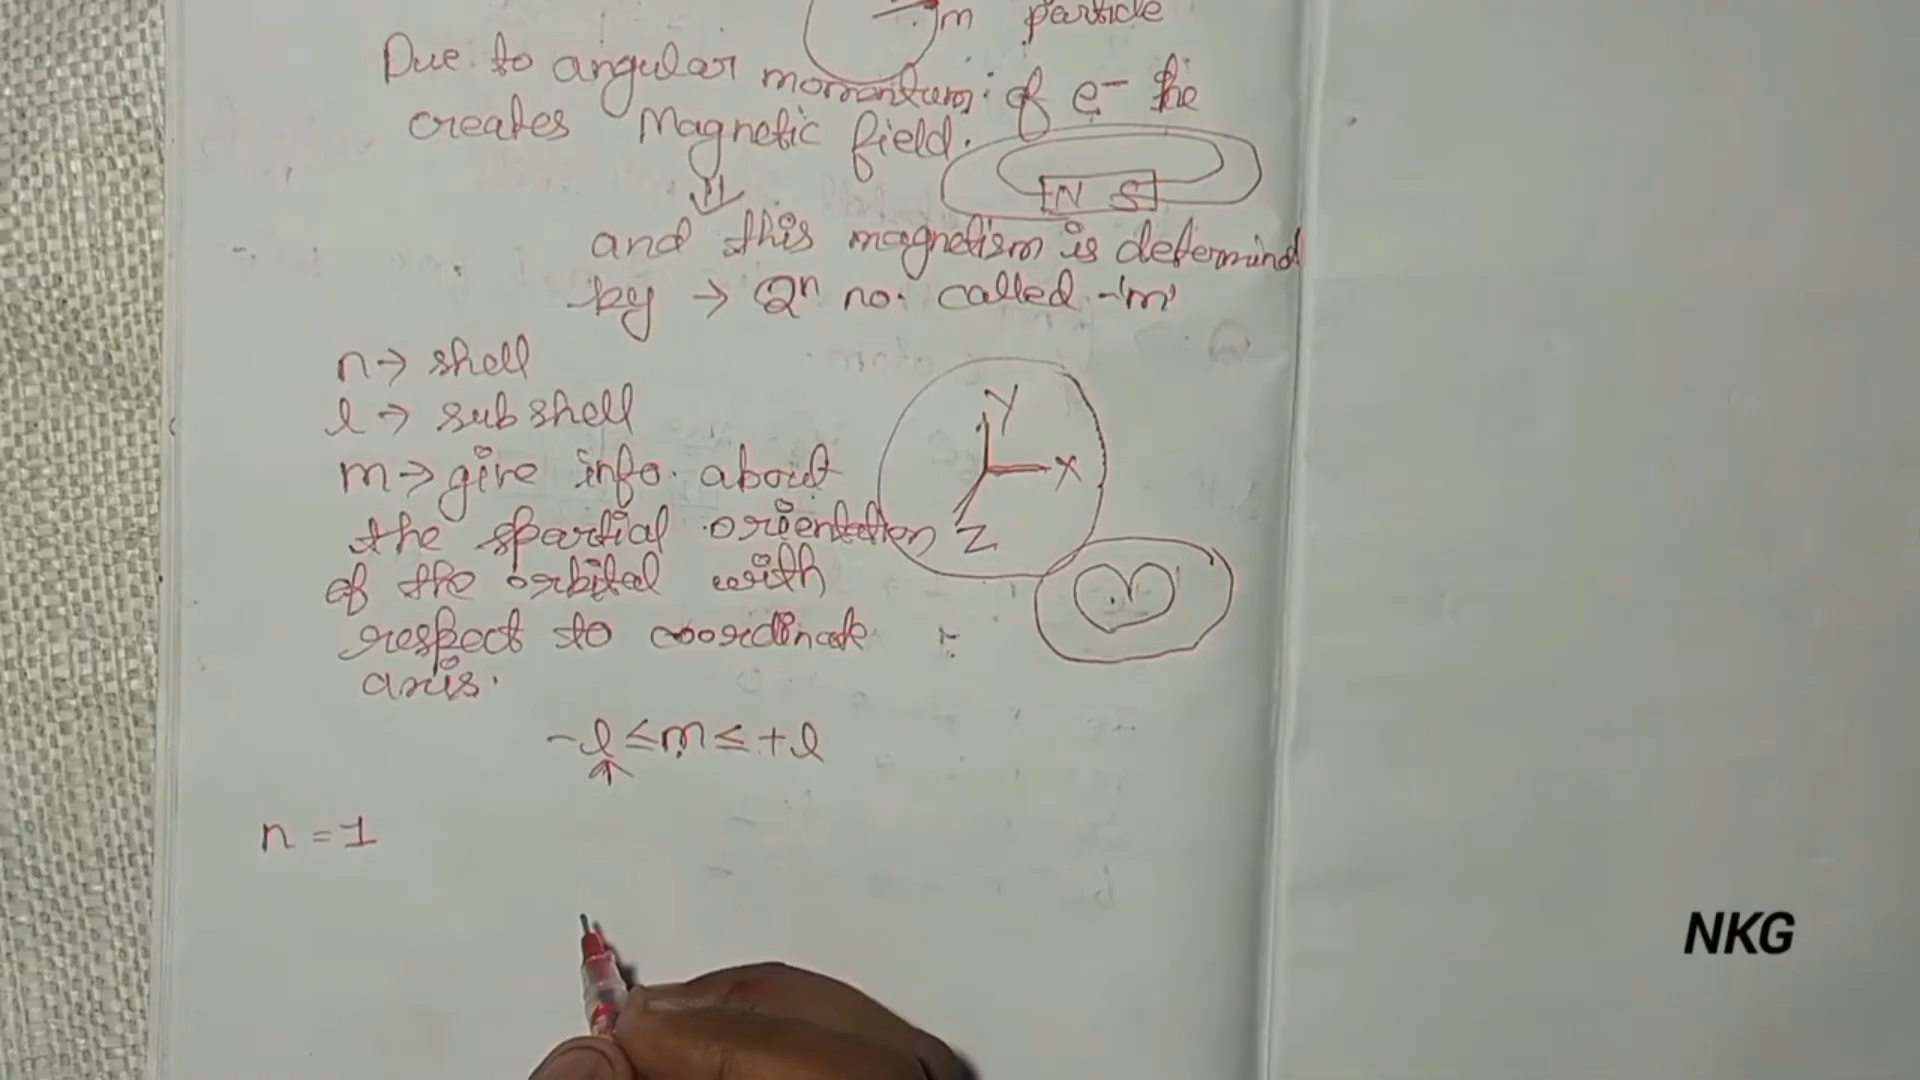 m particle
Due to angular momentum of e- he
creates Magnetic field.
N S
and this magnetism is determind
by → Qn no. called -'m'
n → shell
l → subshell
m → give info. about
the spartial orientation
of the orbital with
respect to coordinate
axis.
Y
X
Z
-l ≤ m ≤ +l
n = 1
NKG